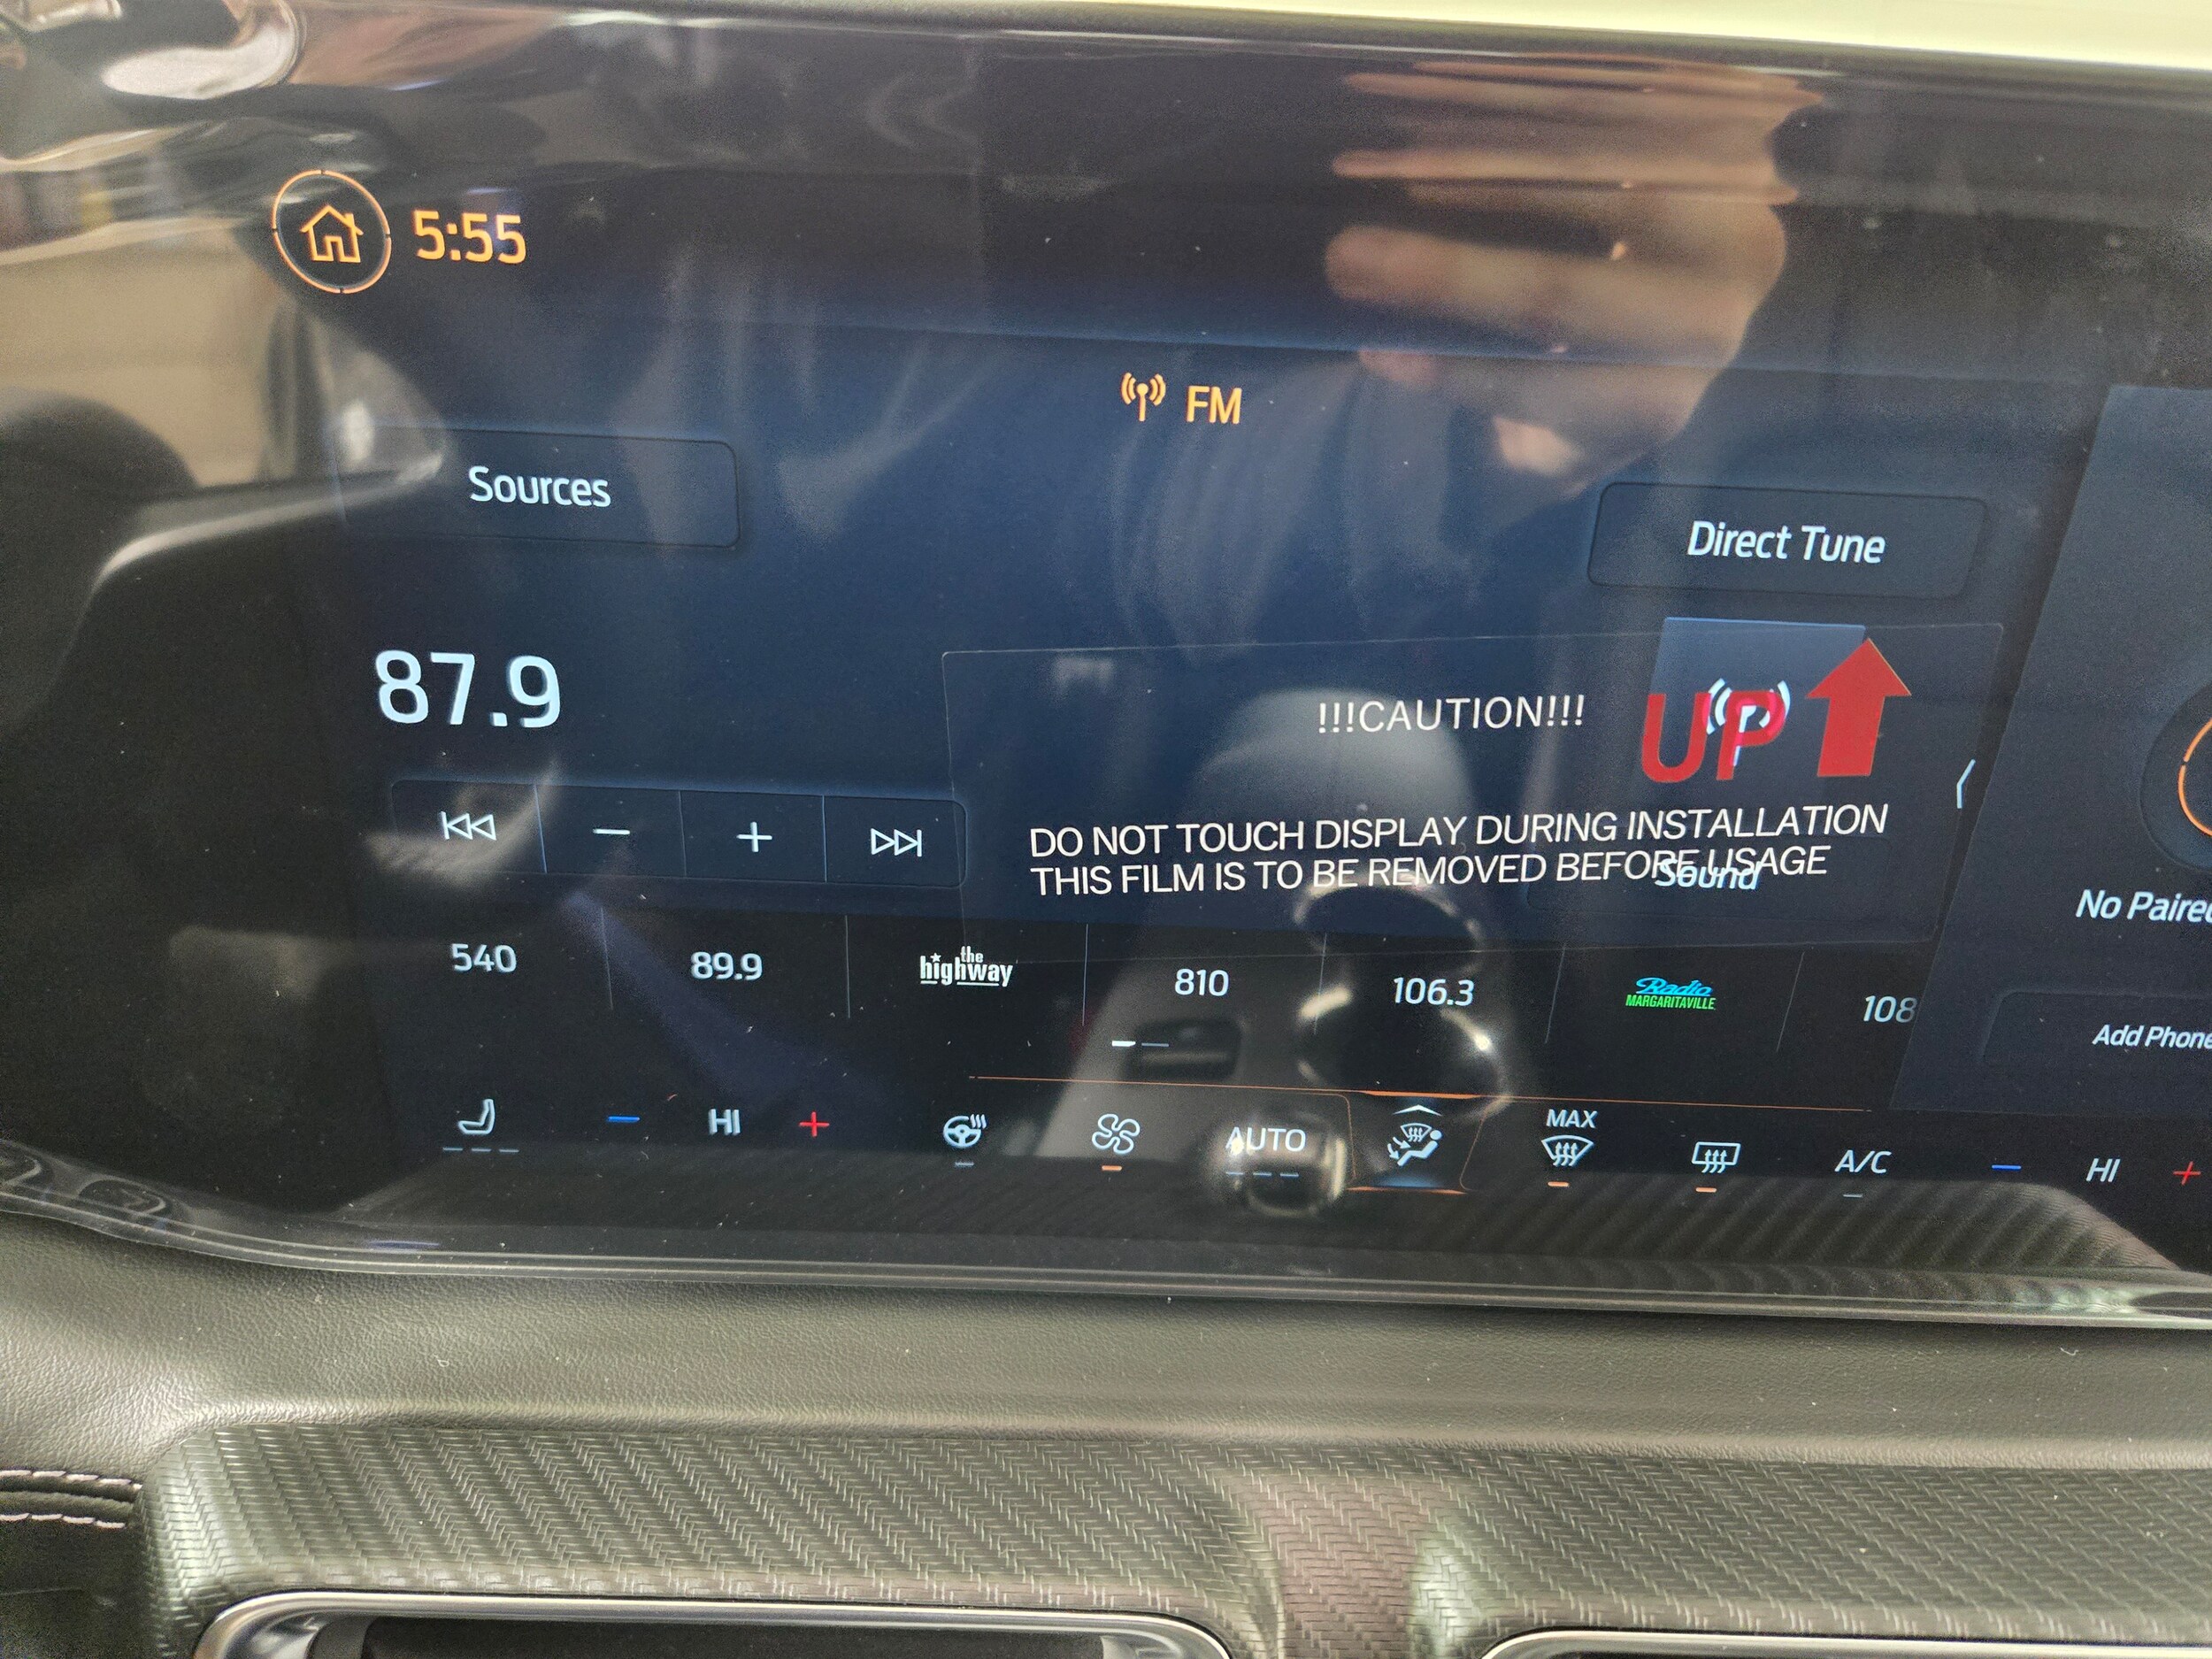 5:55
FM
Sources
Direct Tune
87.9
!!!CAUTION!!!
UP
DO NOT TOUCH DISPLAY DURING INSTALLATION
THIS FILM IS TO BE REMOVED BEFORE USAGE
Sound
No Paired
540
89.9
the
highway
810
106.3
Radio
MARGARITAVILLE
108
Add Phone
HI
AUTO
MAX
A/C
HI